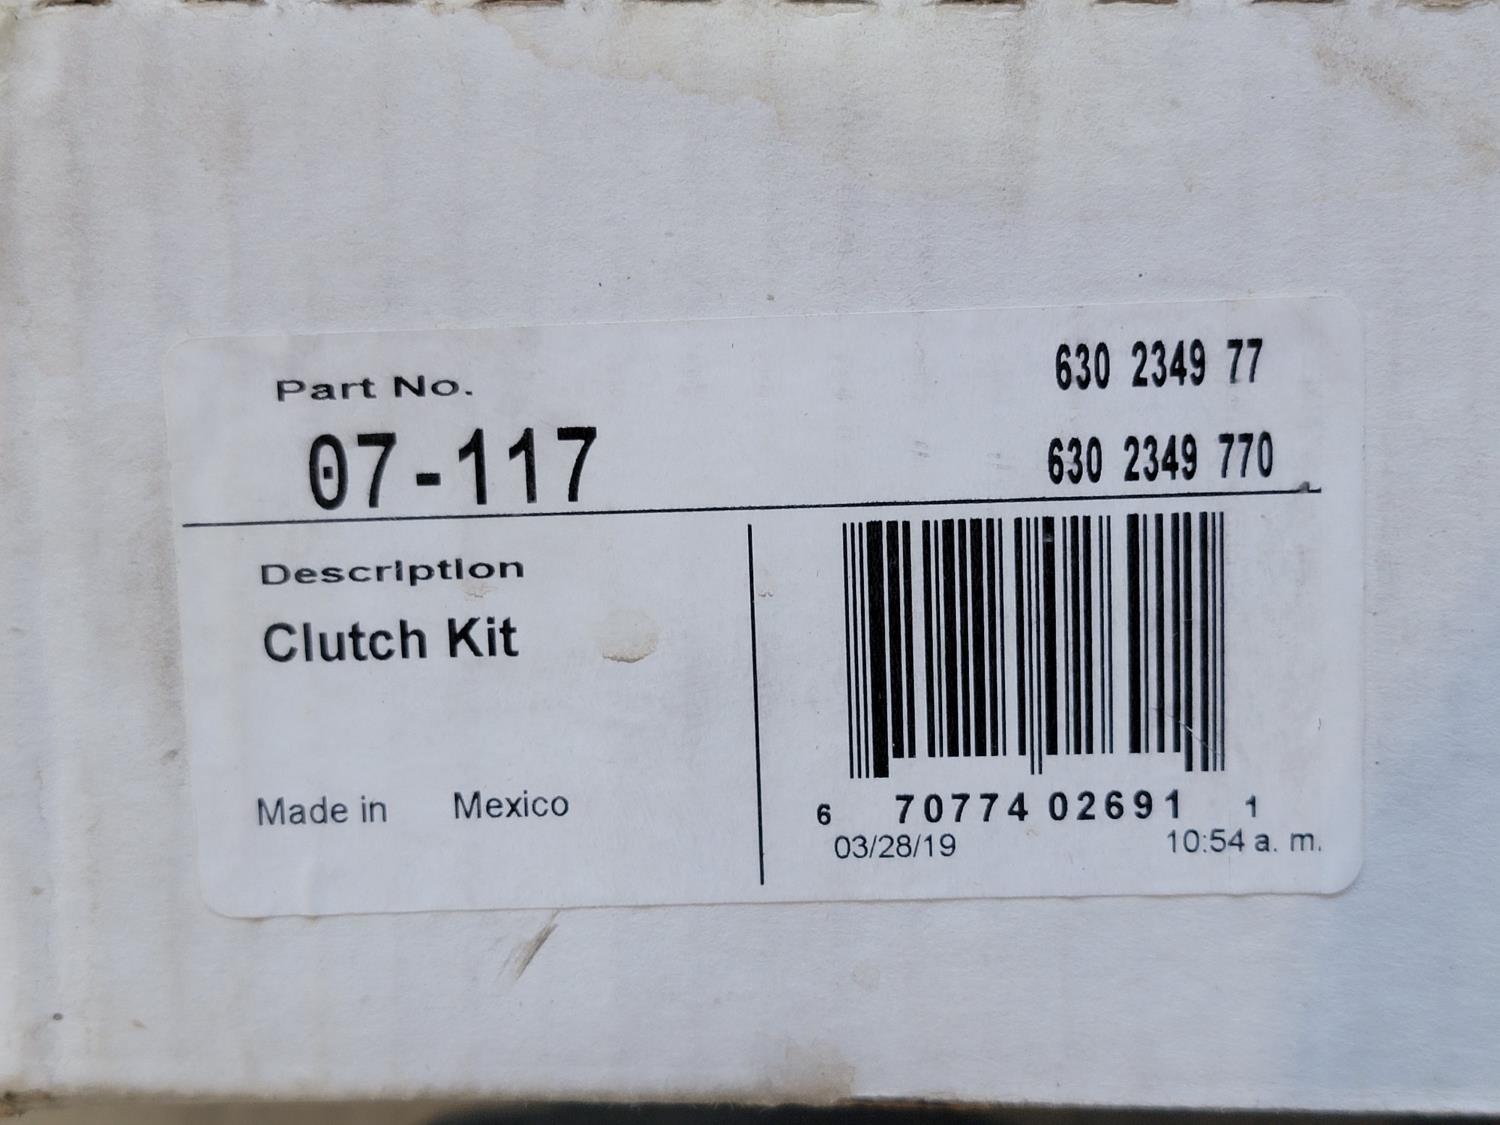 Part No.
07-117
630 2349 77
630 2349 770
Description
Clutch Kit
Made in Mexico
6 70774 02691 1
03/28/19 10:54 a. m.